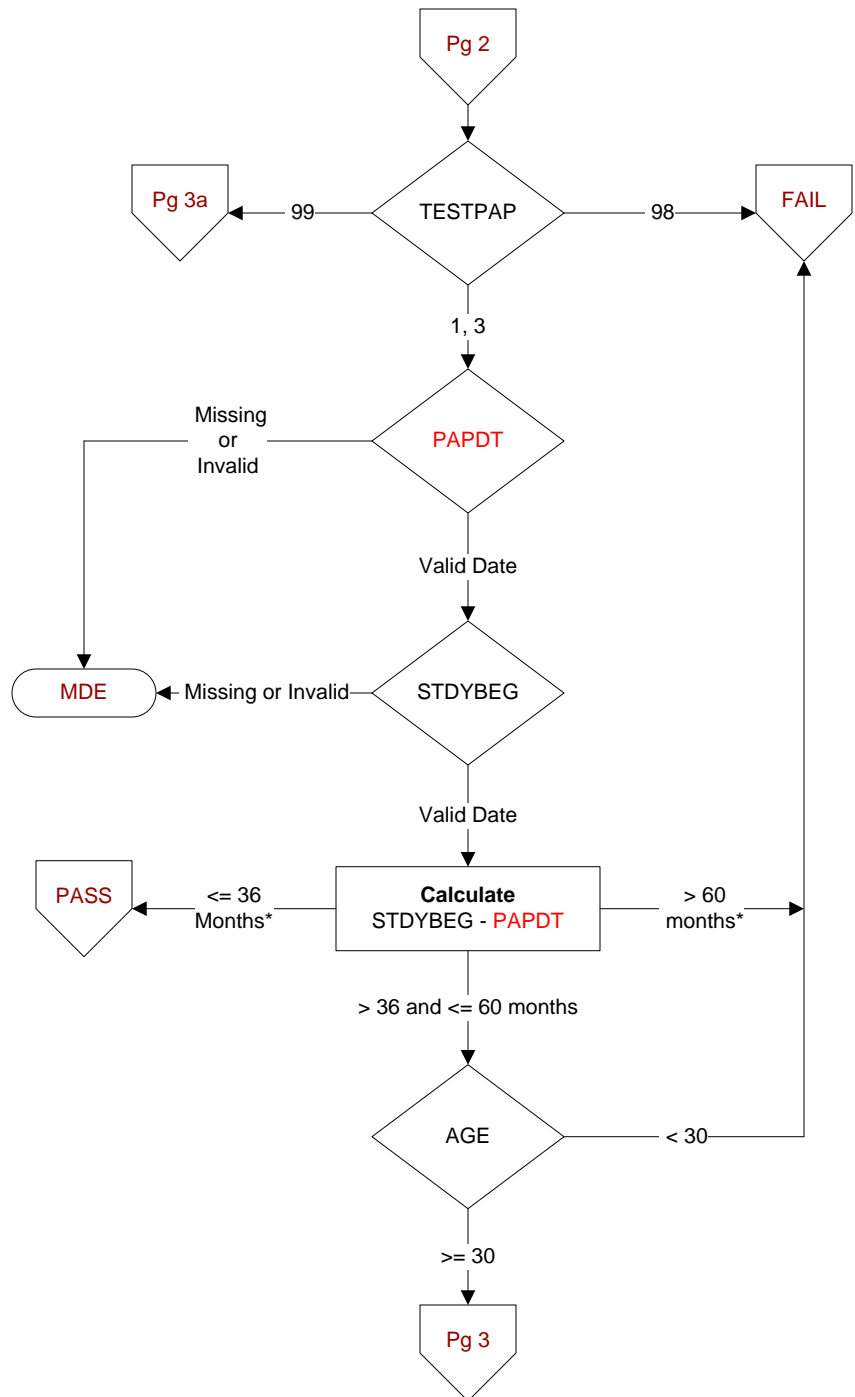 Pg 2
Pg 3a
99
TESTPAP
98
FAIL
1, 3
Missing
or
Invalid
PAPDT
Valid Date
MDE
Missing or Invalid
STDYBEG
Valid Date
PASS
<= 36
Months*
Calculate
STDYBEG - PAPDT
> 60
months*
> 36 and <= 60 months
AGE
< 30
>= 30
Pg 3